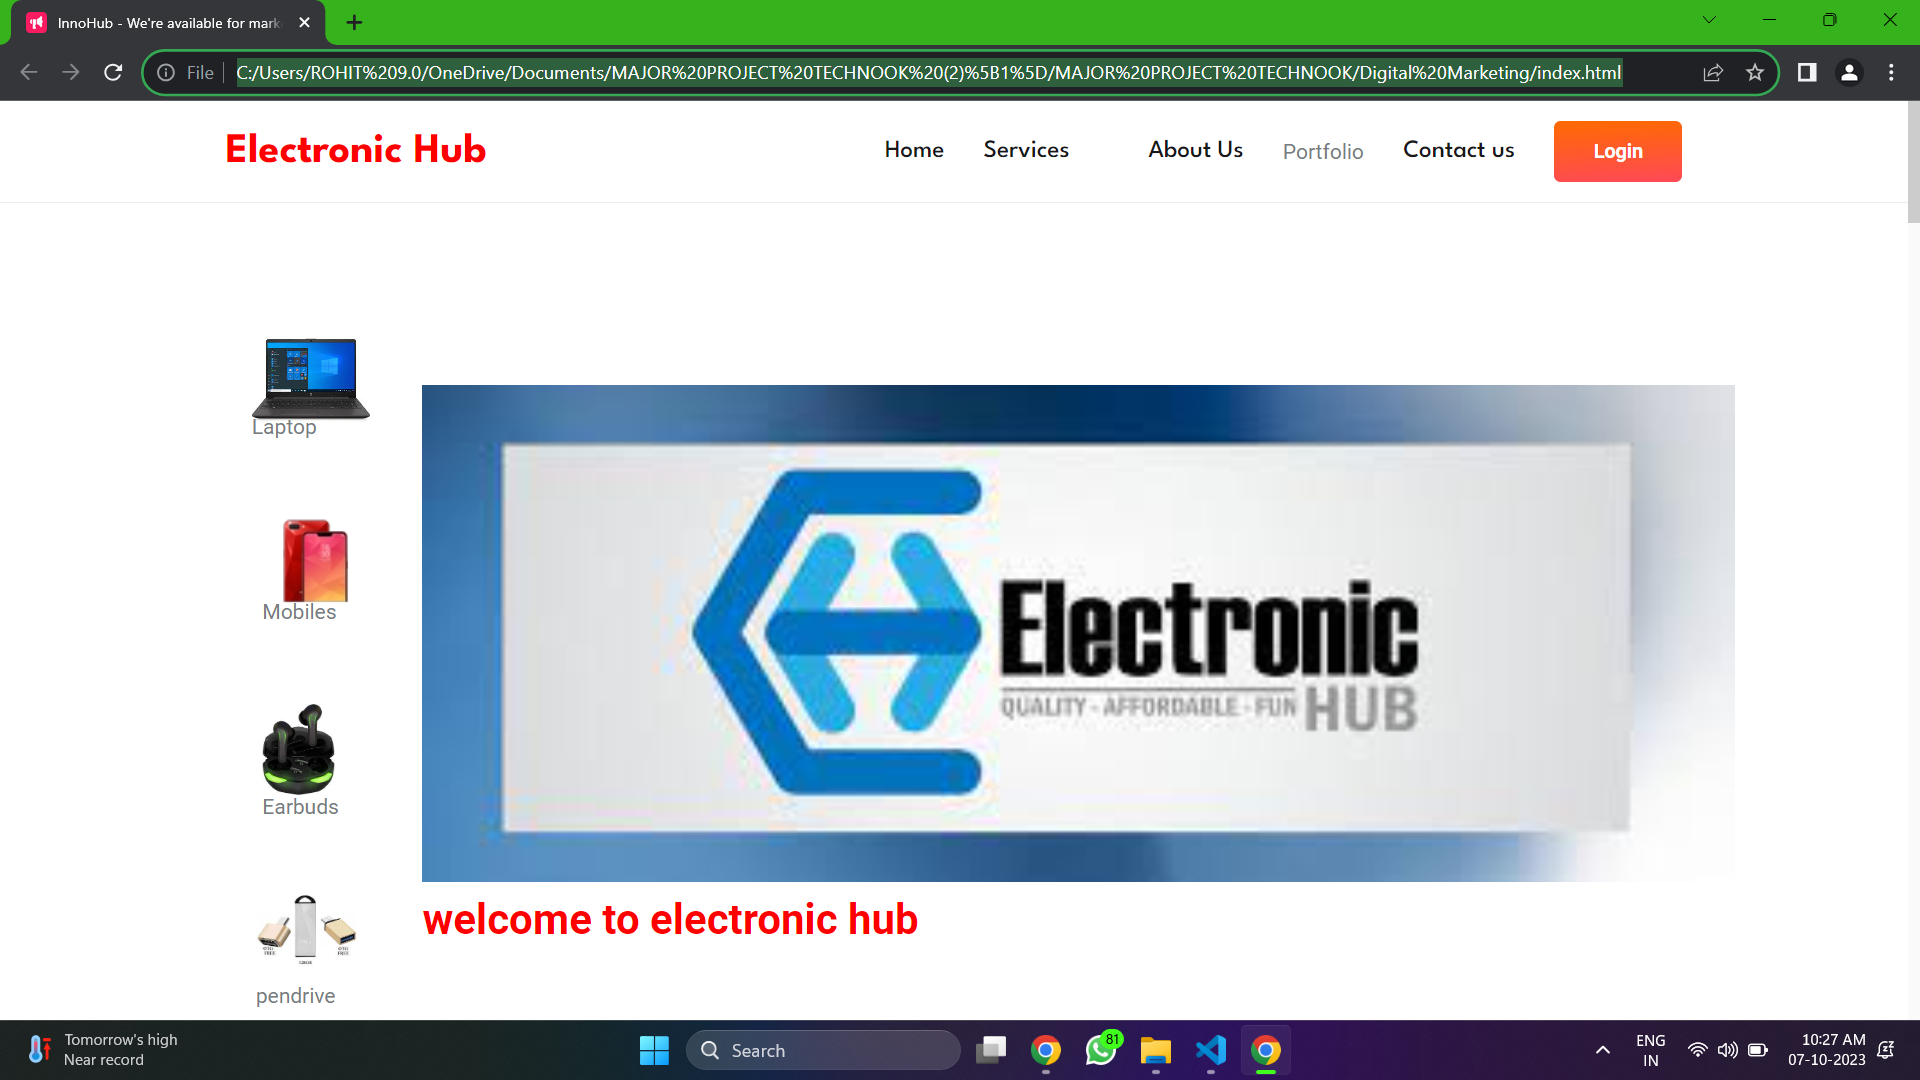 InnoHub - We're available for mark
File
C:/Users/ROHIT%209.0/OneDrive/Documents/MAJOR%20PROJECT%20TECHNOOK%20(2)%5B1%5D/MAJOR%20PROJECT%20TECHNOOK/Digital%20Marketing/index.html
Electronic Hub
Home Services About Us Portfolio Contact us Login
Laptop
Mobiles
Earbuds
pendrive
Electronic
QUALITY - AFFORDABLE - FUN HUB
welcome to electronic hub
Tomorrow's high
Near record
Search
81
ENG
IN
10:27 AM
07-10-2023